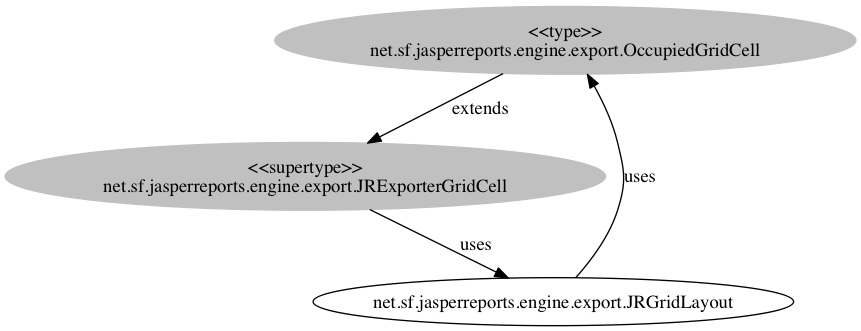 <<type>>
net.sf.jasperreports.engine.export.OccupiedGridCell
extends
<<supertype>>
net.sf.jasperreports.engine.export.JRExporterGridCell
uses
uses
net.sf.jasperreports.engine.export.JRGridLayout